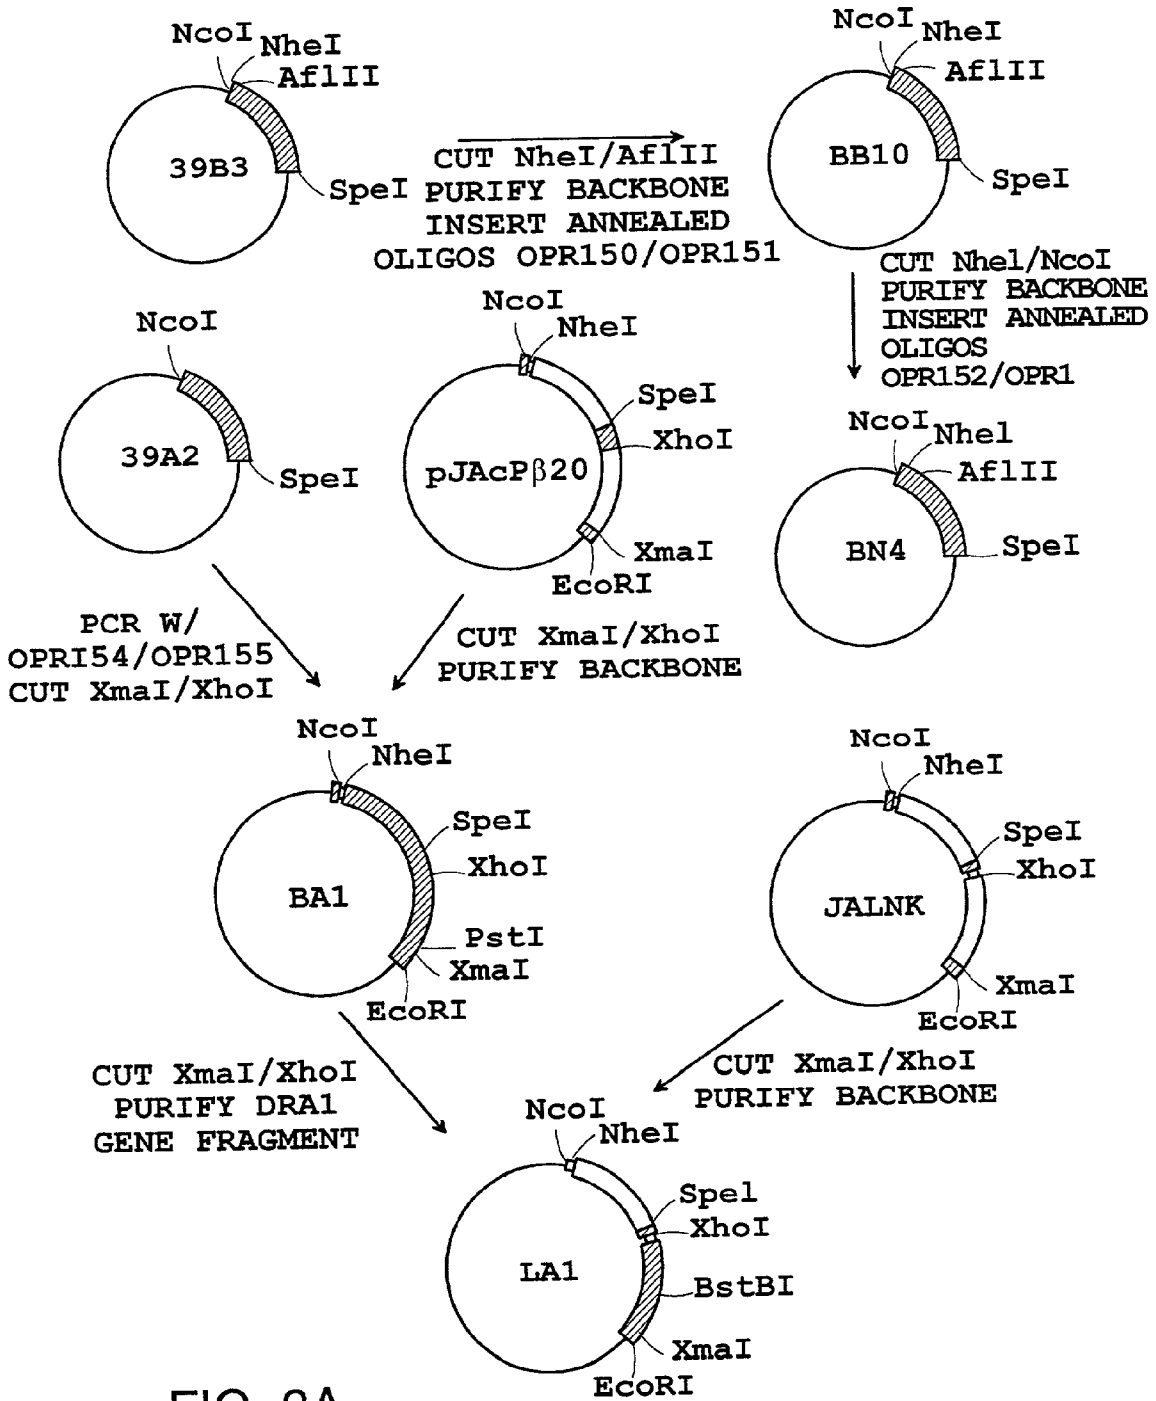 NcoI
NheI
AflII
39B3
SpeI
CUT NheI/AflII
PURIFY BACKBONE
INSERT ANNEALED
OLIGOS OPR150/OPR151
NcoI
NheI
AflII
BB10
SpeI
CUT Nhel/NcoI
PURIFY BACKBONE
INSERT ANNEALED
OLIGOS
OPR152/OPR1
NcoI
39A2
SpeI
NcoI
NheI
SpeI
XhoI
pJAcPβ20
XmaI
EcoRI
NcoI
Nhel
AflII
BN4
SpeI
PCR W/
OPRI54/OPR155
CUT XmaI/XhoI
CUT XmaI/XhoI
PURIFY BACKBONE
NcoI
NheI
SpeI
XhoI
BA1
PstI
XmaI
EcoRI
NcoI
NheI
SpeI
XhoI
JALNK
XmaI
EcoRI
CUT XmaI/XhoI
PURIFY DRA1
GENE FRAGMENT
CUT XmaI/XhoI
PURIFY BACKBONE
NcoI
NheI
Spel
XhoI
LA1
BstBI
XmaI
EcoRI